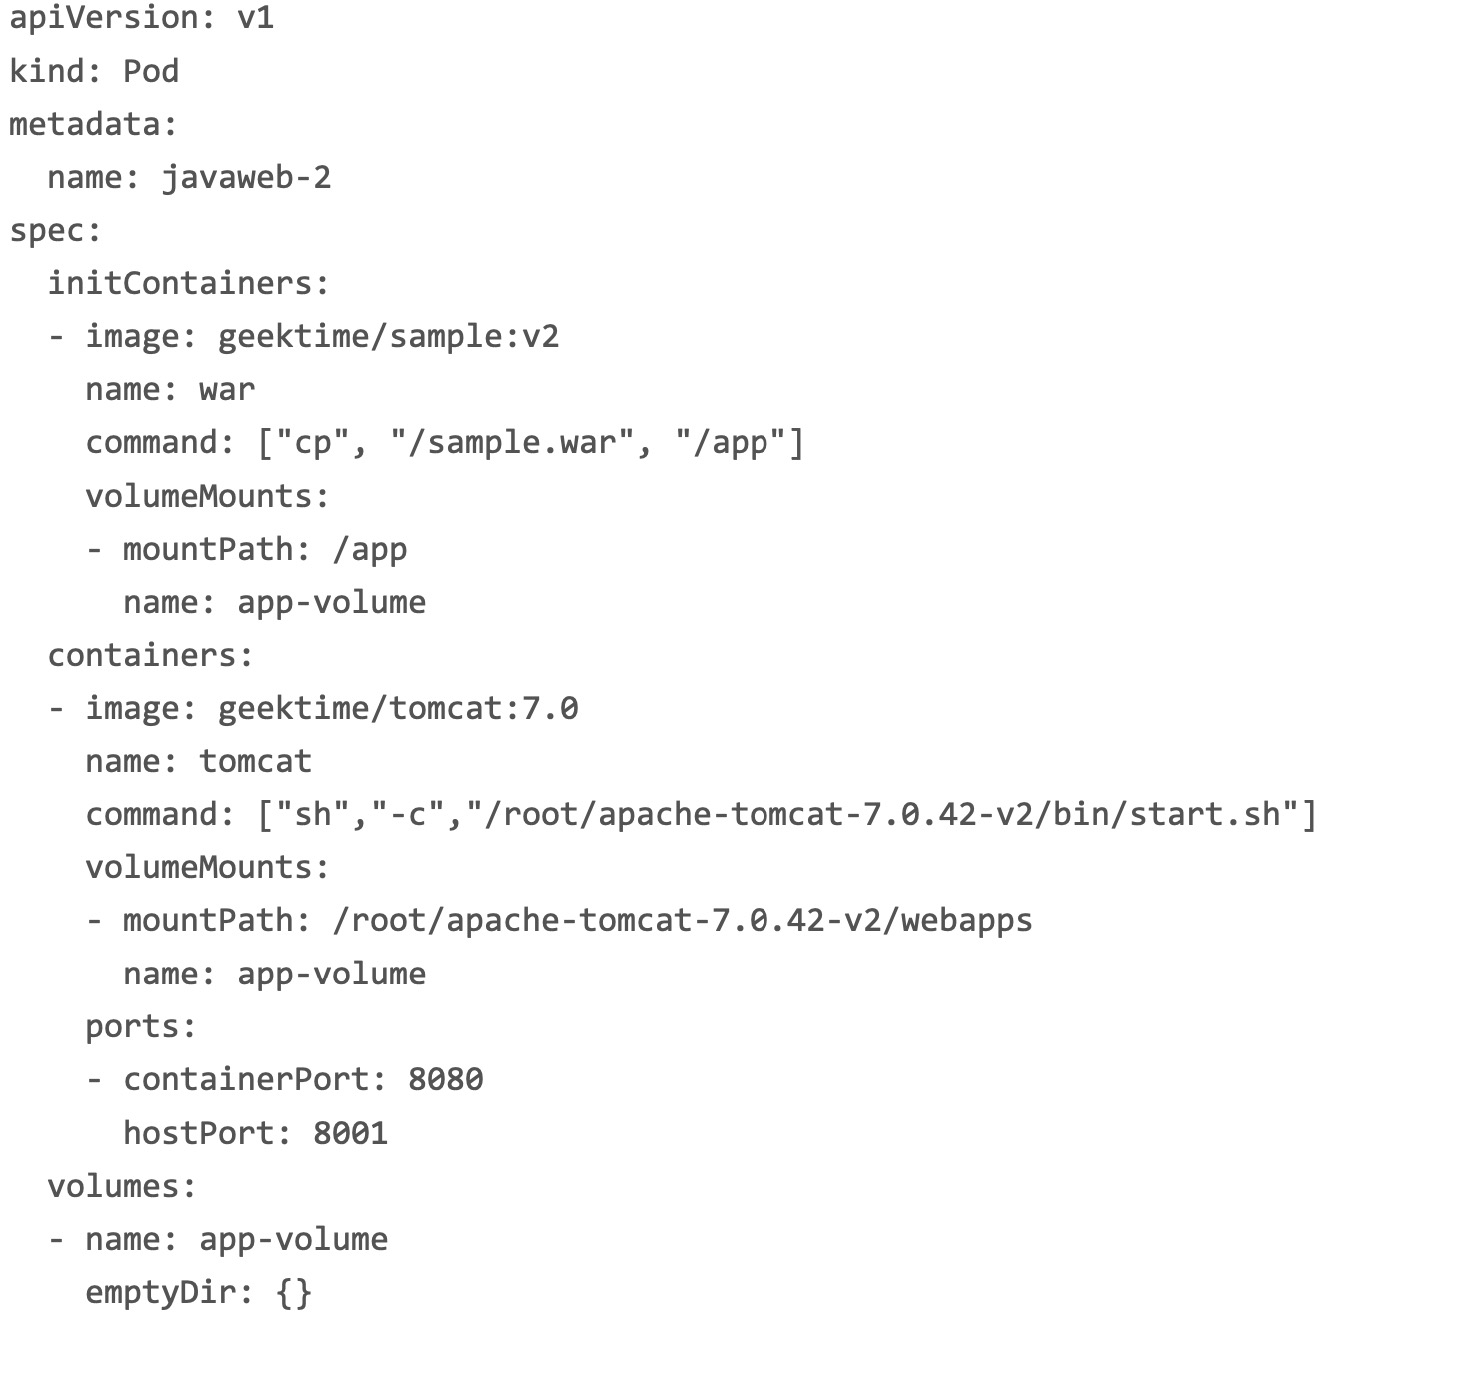 apiVersion: v1
kind: Pod
metadata:
  name: javaweb-2
spec:
  initContainers:
  - image: geektime/sample:v2
    name: war
    command: ["cp", "/sample.war", "/app"]
    volumeMounts:
    - mountPath: /app
      name: app-volume
  containers:
  - image: geektime/tomcat:7.0
    name: tomcat
    command: ["sh","-c","/root/apache-tomcat-7.0.42-v2/bin/start.sh"]
    volumeMounts:
    - mountPath: /root/apache-tomcat-7.0.42-v2/webapps
      name: app-volume
    ports:
    - containerPort: 8080
      hostPort: 8001
  volumes:
  - name: app-volume
    emptyDir: {}